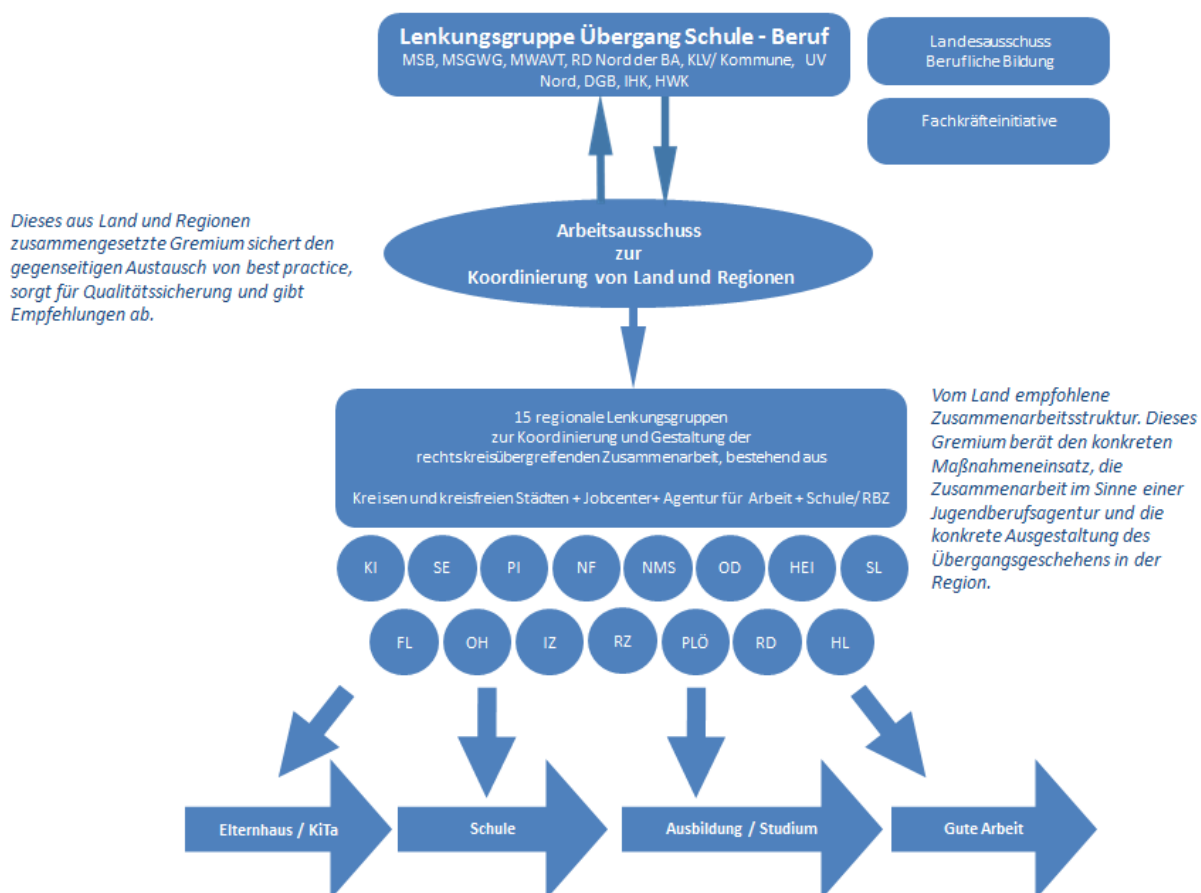 Lenkungsgruppe Übergang Schule - Beruf
MSB, MSGWG, MWAVT, RD Nord der BA, KLV/ Kommune, UV
Nord, DGB, IHK, HWK
Landesausschuss
Berufliche Bildung
Fachkräfteinitiative
Dieses aus Land und Regionen
zusammengesetzte Gremium sichert den
gegenseitigen Austausch von best practice,
sorgt für Qualitätssicherung und gibt
Empfehlungen ab.
Arbeitsausschuss
zur
Koordinierung von Land und Regionen
15 regionale Lenkungsgruppen
zur Koordinierung und Gestaltung der
rechtskreisübergreifenden Zusammenarbeit, bestehend aus
Kreisen und kreisfreien Städten + Jobcenter+ Agentur für Arbeit + Schule/ RBZ
Vom Land empfohlene
Zusammenarbeitsstruktur. Dieses
Gremium berät den konkreten
Maßnahmeneinsatz, die
Zusammenarbeit im Sinne einer
Jugendberufsagentur und die
konkrete Ausgestaltung des
Übergangsgeschehens in der
Region.
KI SE PI NF NMS OD HEI SL
FL OH IZ RZ PLÖ RD HL
Elternhaus / KiTa
Schule
Ausbildung / Studium
Gute Arbeit